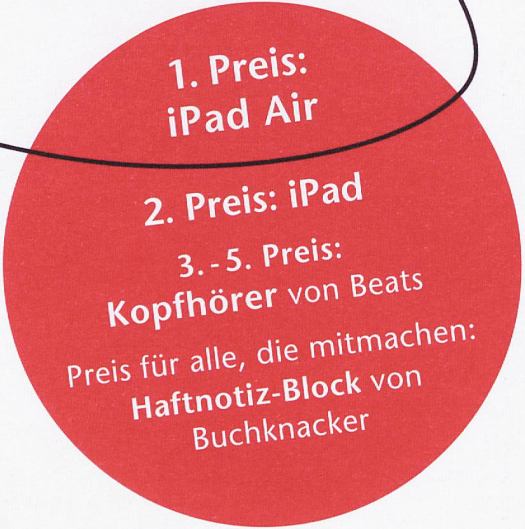 1. Preis:
iPad Air
2. Preis: iPad
3.-5. Preis:
Kopfhörer von Beats
Preis für alle, die mitmachen:
Haftnotiz-Block von
Buchknacker